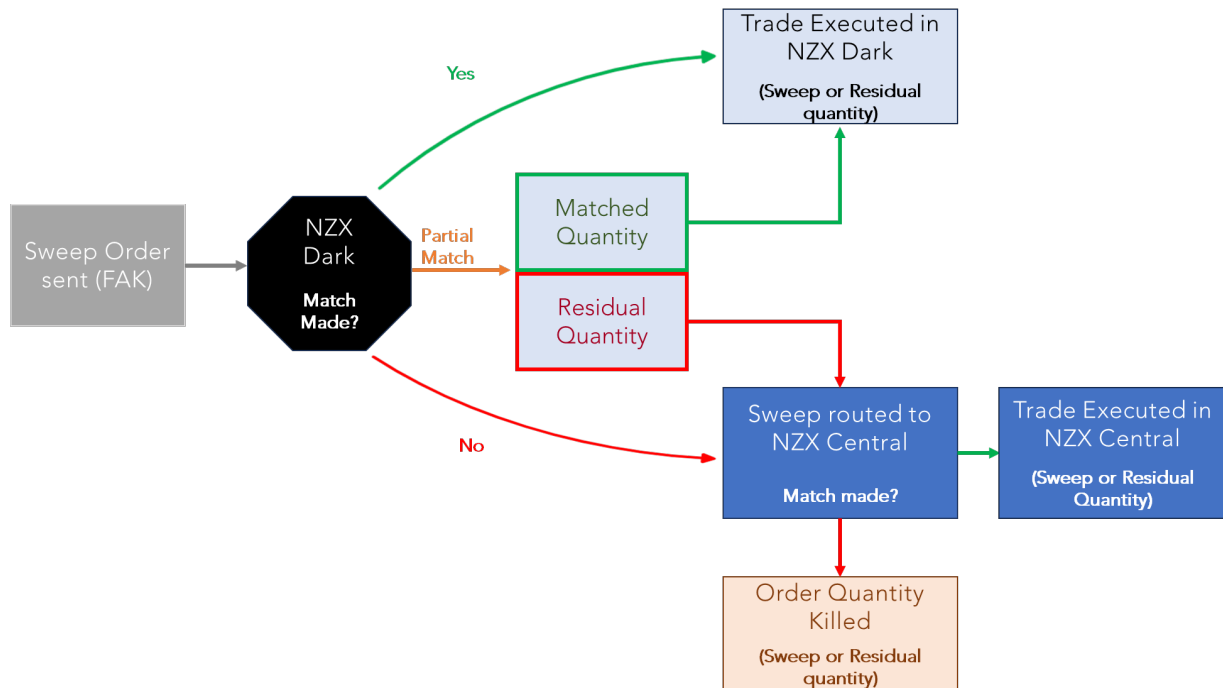 Trade Executed in
NZX Dark
(Sweep or Residual
quantity)
Yes
Sweep Order
sent (FAK)
NZX
Dark
Match
Made?
Partial
Match
Matched
Quantity
Residual
Quantity
No
Sweep routed to
NZX Central
Match made?
Trade Executed in
NZX Central
(Sweep or Residual
Quantity)
Order Quantity
Killed
(Sweep or Residual
quantity)